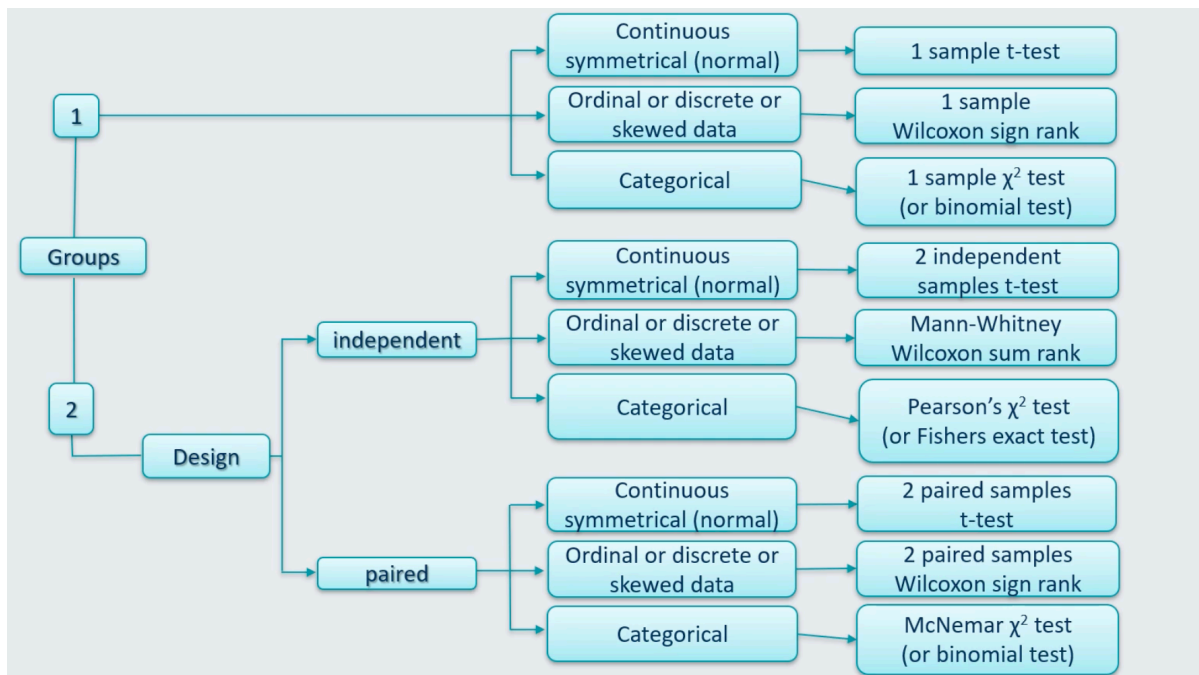 Groups
1
Continuous
symmetrical (normal)
1 sample t-test
Ordinal or discrete or
skewed data
1 sample
Wilcoxon sign rank
Categorical
1 sample χ² test
(or binomial test)
2
Design
independent
Continuous
symmetrical (normal)
2 independent
samples t-test
Ordinal or discrete or
skewed data
Mann-Whitney
Wilcoxon sum rank
Categorical
Pearson’s χ² test
(or Fishers exact test)
paired
Continuous
symmetrical (normal)
2 paired samples
t-test
Ordinal or discrete or
skewed data
2 paired samples
Wilcoxon sign rank
Categorical
McNemar χ² test
(or binomial test)